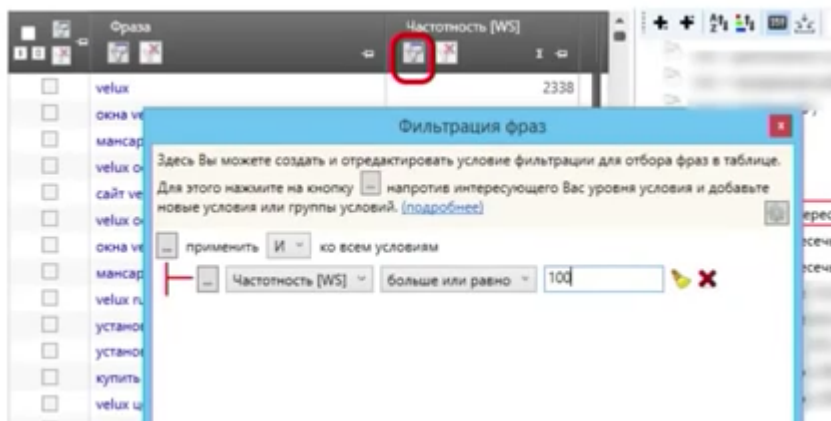 Фраза
Частотность [WS]
velux
2338
окна ve
мансар
velux о
сайт ve
velux о
окна ve
мансар
velux ru
установ
установ
купить
velux ц
Фильтрация фраз
Здесь Вы можете создать и отредактировать условие фильтрации для отбора фраз в таблице.
Для этого нажмите на кнопку ... напротив интересующего Вас уровня условия и добавьте
новые условия или группы условий. (подробнее)
... применить И ко всем условиям
... Частотность [WS] больше или равно 100